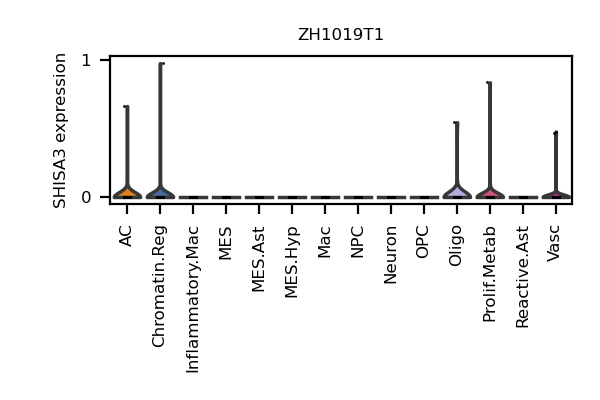 ZH1019T1
SHISA3 expression
1
0
AC
Chromatin.Reg
Inflammatory.Mac
MES
MES.Ast
MES.Hyp
Mac
NPC
Neuron
OPC
Oligo
Prolif.Metab
Reactive.Ast
Vasc